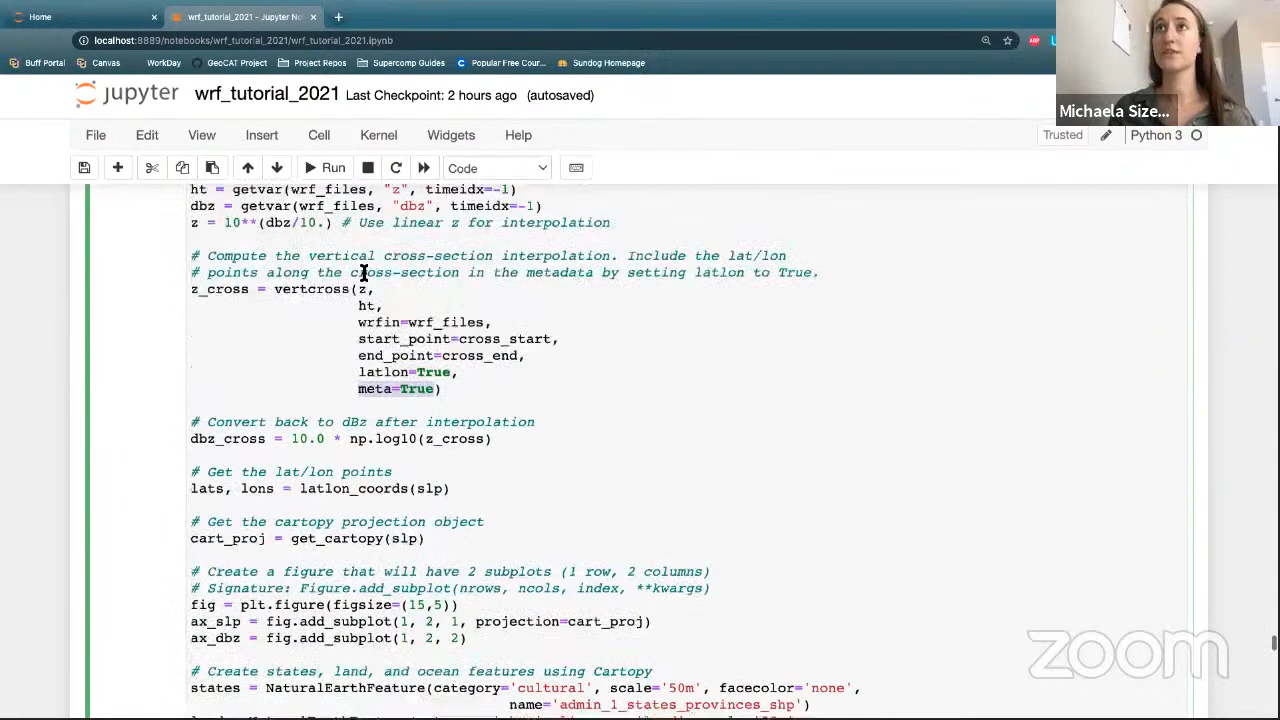 Home
wrf_tutorial_2021 - Jupyter No
localhost:8889/notebooks/wrf_tutorial_2021/wrf_tutorial_2021.ipynb
Buff Portal Canvas WorkDay GeoCAT Project Project Repos Supercomp Guides Popular Free Cour... Sundog Homepage
jupyter wrf_tutorial_2021 Last Checkpoint: 2 hours ago (autosaved)
Michaela Size...
File Edit View Insert Cell Kernel Widgets Help Trusted Python 3
Run Code
ht = getvar(wrf_files, "z", timeidx=-1)
dbz = getvar(wrf_files, "dbz", timeidx=-1)
z = 10**(dbz/10.) # Use linear z for interpolation
# Compute the vertical cross-section interpolation. Include the lat/lon
# points along the cross-section in the metadata by setting latlon to True.
z_cross = vertcross(z,
ht,
wrfin=wrf_files,
start_point=cross_start,
end_point=cross_end,
latlon=True,
meta=True)
# Convert back to dBz after interpolation
dbz_cross = 10.0 * np.log10(z_cross)
# Get the lat/lon points
lats, lons = latlon_coords(slp)
# Get the cartopy projection object
cart_proj = get_cartopy(slp)
# Create a figure that will have 2 subplots (1 row, 2 columns)
# Signature: Figure.add_subplot(nrows, ncols, index, **kwargs)
fig = plt.figure(figsize=(15,5))
ax_slp = fig.add_subplot(1, 2, 1, projection=cart_proj)
ax_dbz = fig.add_subplot(1, 2, 2)
# Create states, land, and ocean features using Cartopy
states = NaturalEarthFeature(category='cultural', scale='50m', facecolor='none',
name='admin_1_states_provinces_shp')
zoom